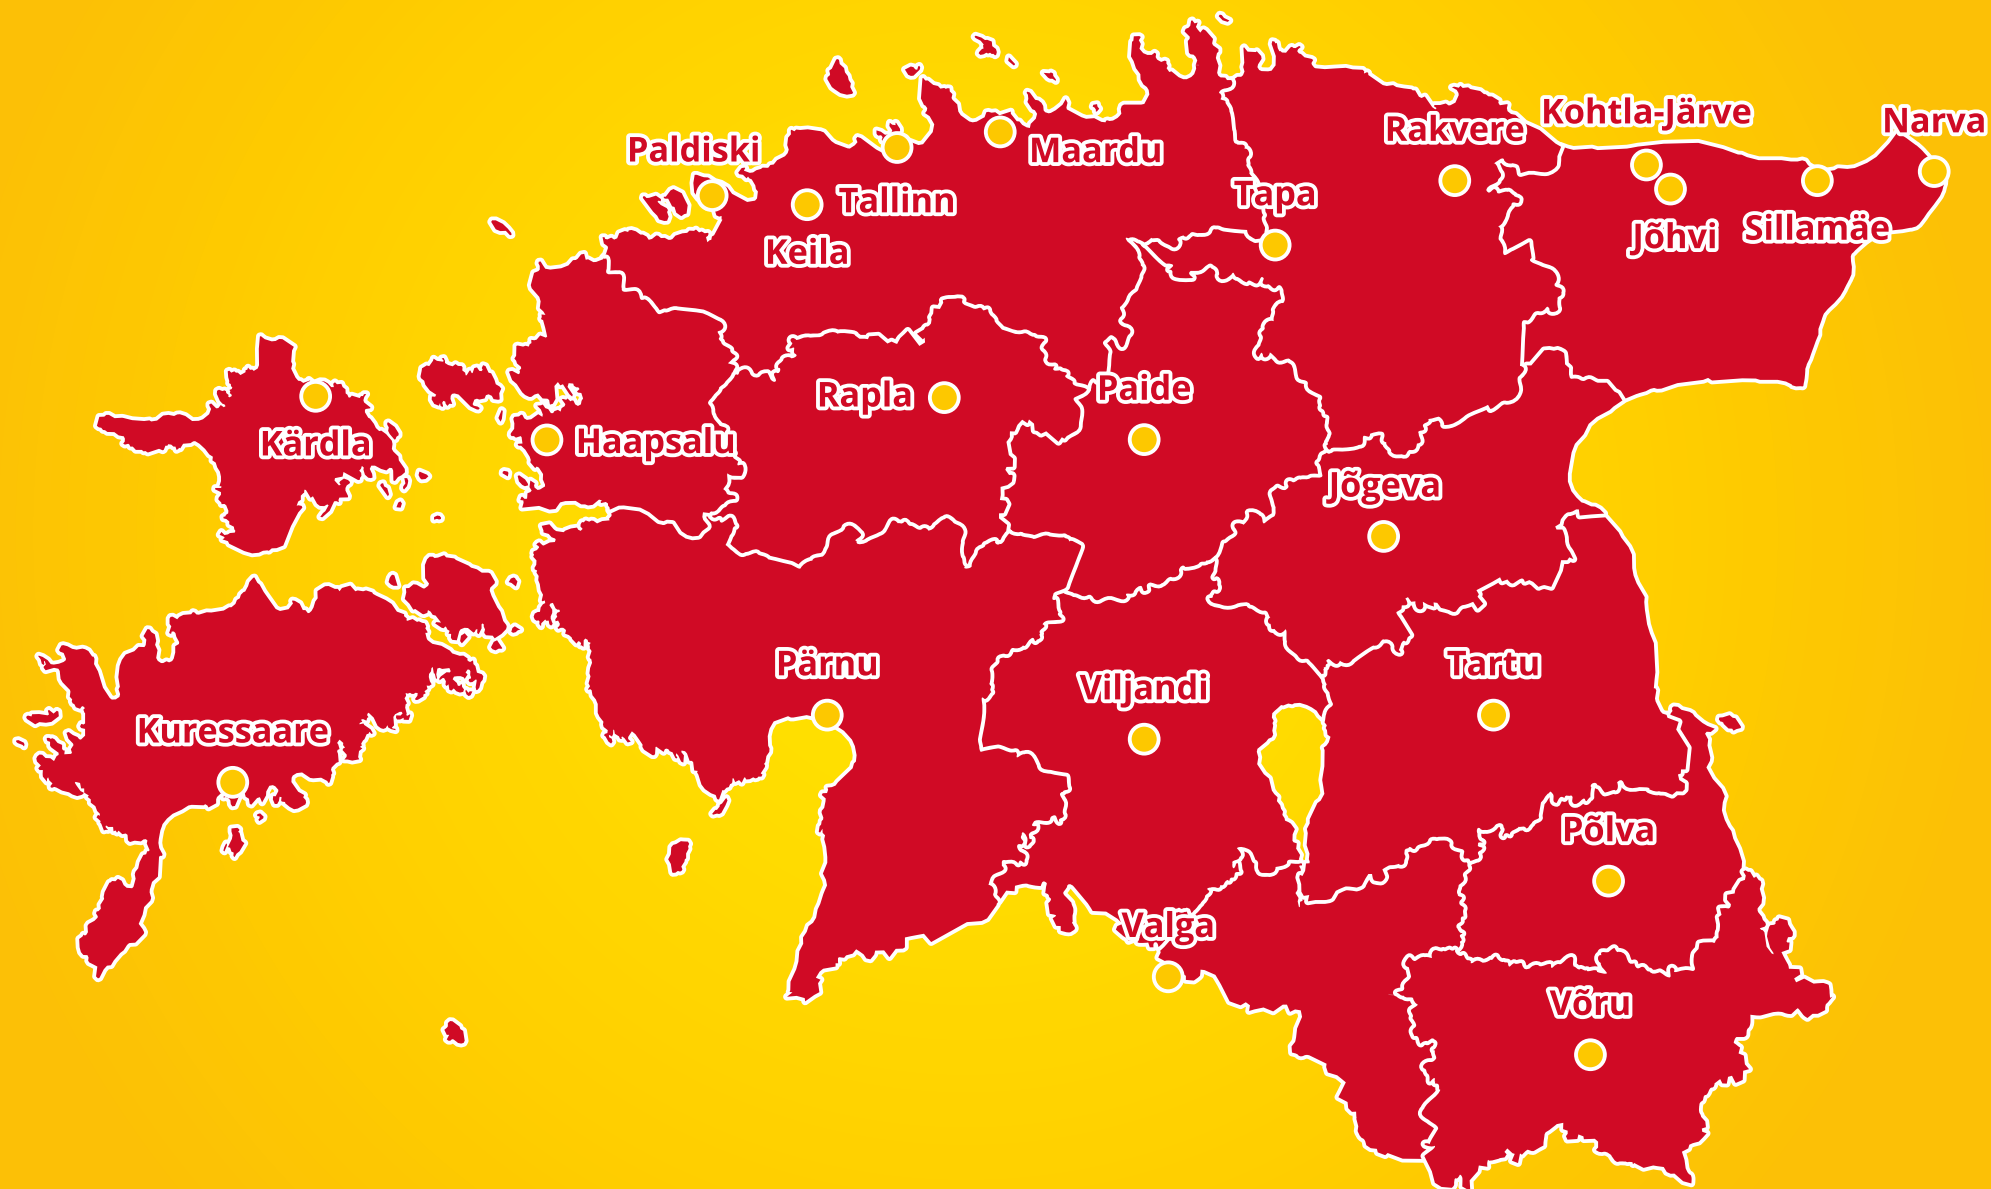 Kohtla-Järve
Narva
Rakvere
Paldiski
Maardu
Tapa
Tallinn
Jõhvi
Sillamäe
Keila
Rapla
Paide
Kärdla
Haapsalu
Jõgeva
Pärnu
Viljandi
Tartu
Kuressaare
Põlva
Valga
Võru